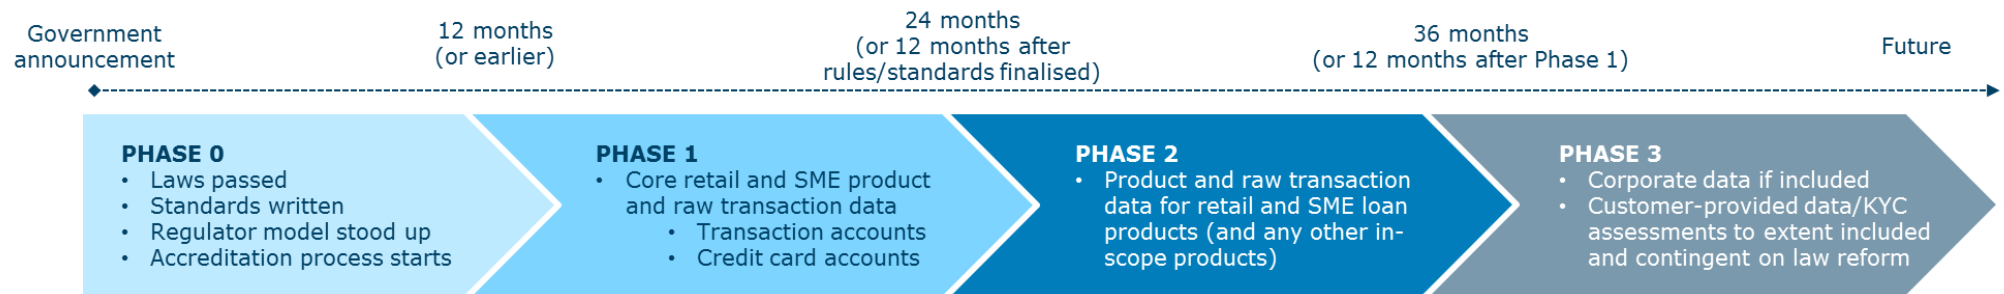 Government
announcement
12 months
(or earlier)
24 months
(or 12 months after
rules/standards finalised)
36 months
(or 12 months after Phase 1)
Future
PHASE 0
• Laws passed
• Standards written
• Regulator model stood up
• Accreditation process starts
PHASE 1
• Core retail and SME product
and raw transaction data
• Transaction accounts
• Credit card accounts
PHASE 2
• Product and raw transaction
data for retail and SME loan
products (and any other in-
scope products)
PHASE 3
• Corporate data if included
• Customer-provided data/KYC
assessments to extent included
and contingent on law reform